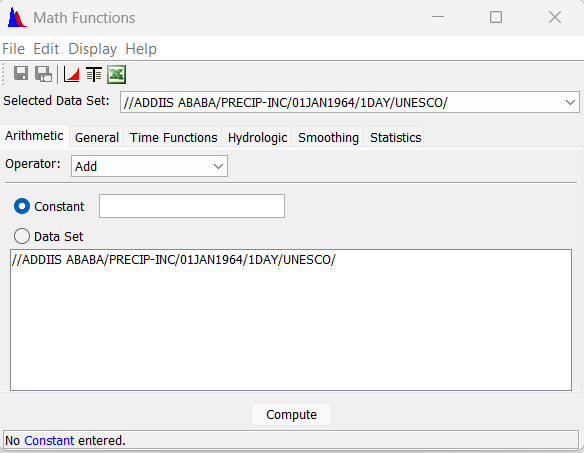 Math Functions
File Edit Display Help
Selected Data Set: //ADDIIS ABABA/PRECIP-INC/01JAN1964/1DAY/UNESCO/
Arithmetic General Time Functions Hydrologic Smoothing Statistics
Operator: Add
Constant
Data Set
//ADDIIS ABABA/PRECIP-INC/01JAN1964/1DAY/UNESCO/
Compute
No Constant entered.